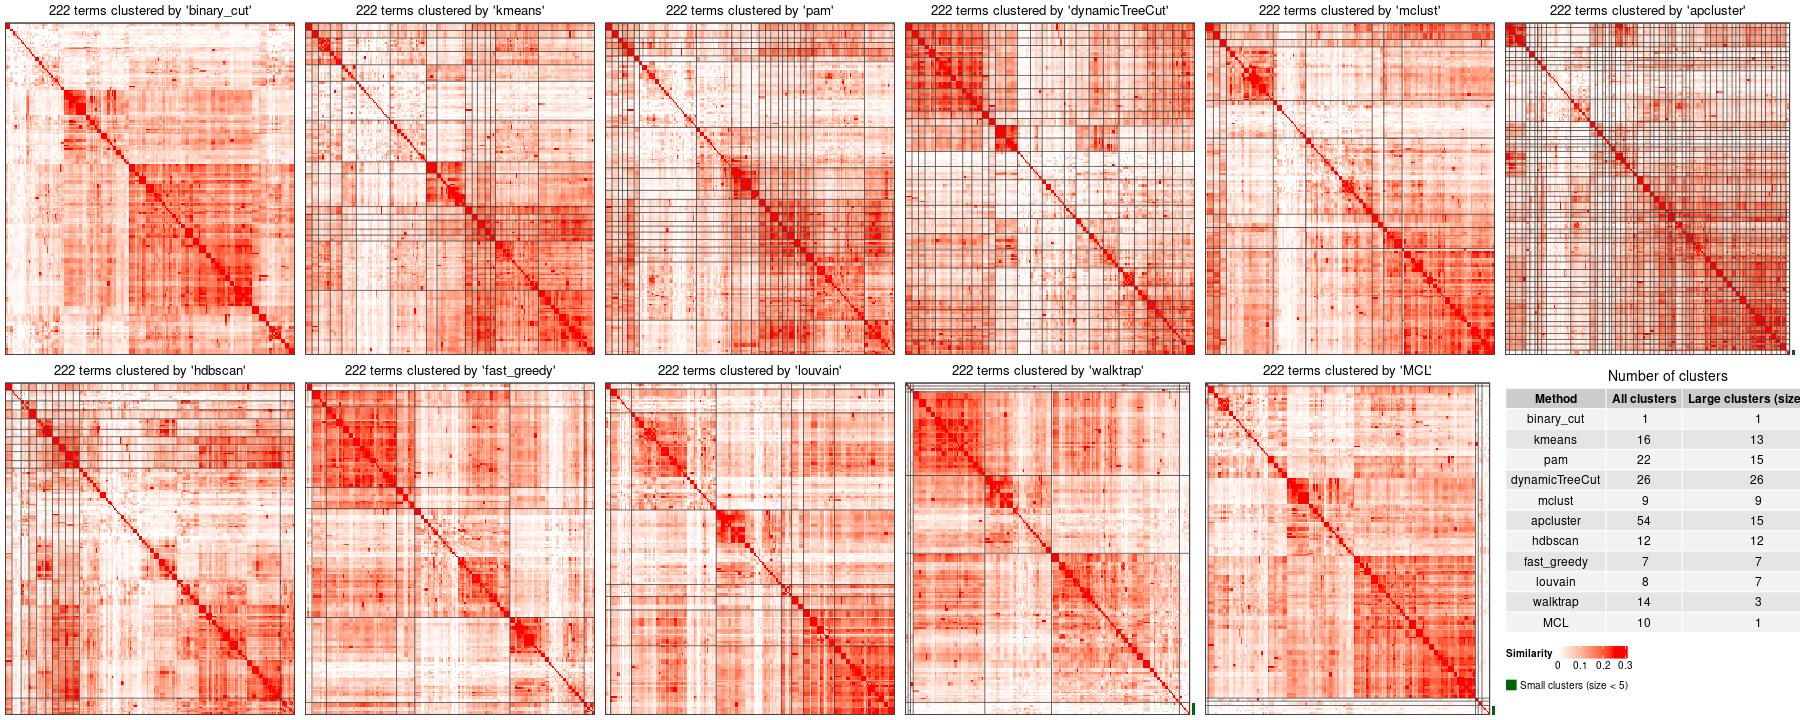 222 terms clustered by 'binary_cut'
222 terms clustered by 'kmeans'
222 terms clustered by 'pam'
222 terms clustered by 'dynamicTreeCut'
222 terms clustered by 'mclust'
222 terms clustered by 'apcluster'
222 terms clustered by 'hdbscan'
222 terms clustered by 'fast_greedy'
222 terms clustered by 'louvain'
222 terms clustered by 'walktrap'
222 terms clustered by 'MCL'
Number of clusters
Method All clusters Large clusters (size
binary_cut 1 1
kmeans 16 13
pam 22 15
dynamicTreeCut 26 26
mclust 9 9
apcluster 54 15
hdbscan 12 12
fast_greedy 7 7
louvain 8 7
walktrap 14 3
MCL 10 1
Similarity
0 0.1 0.2 0.3
Small clusters (size < 5)